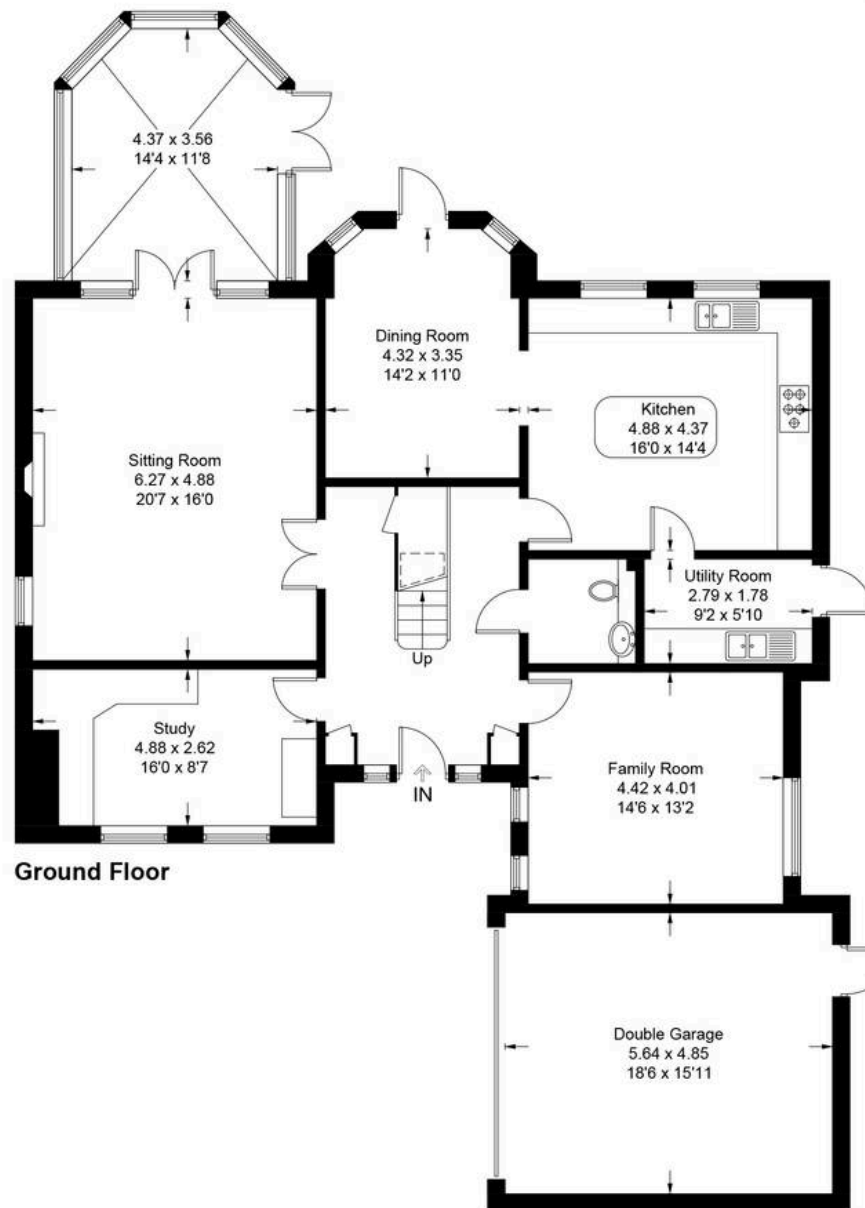 4.37 x 3.56
14'4 x 11'8
Dining Room
4.32 x 3.35
14'2 x 11'0
Kitchen
4.88 x 4.37
16'0 x 14'4
Sitting Room
6.27 x 4.88
20'7 x 16'0
Utility Room
2.79 x 1.78
9'2 x 5'10
Up
Study
4.88 x 2.62
16'0 x 8'7
IN
Family Room
4.42 x 4.01
14'6 x 13'2
Ground Floor
Double Garage
5.64 x 4.85
18'6 x 15'11